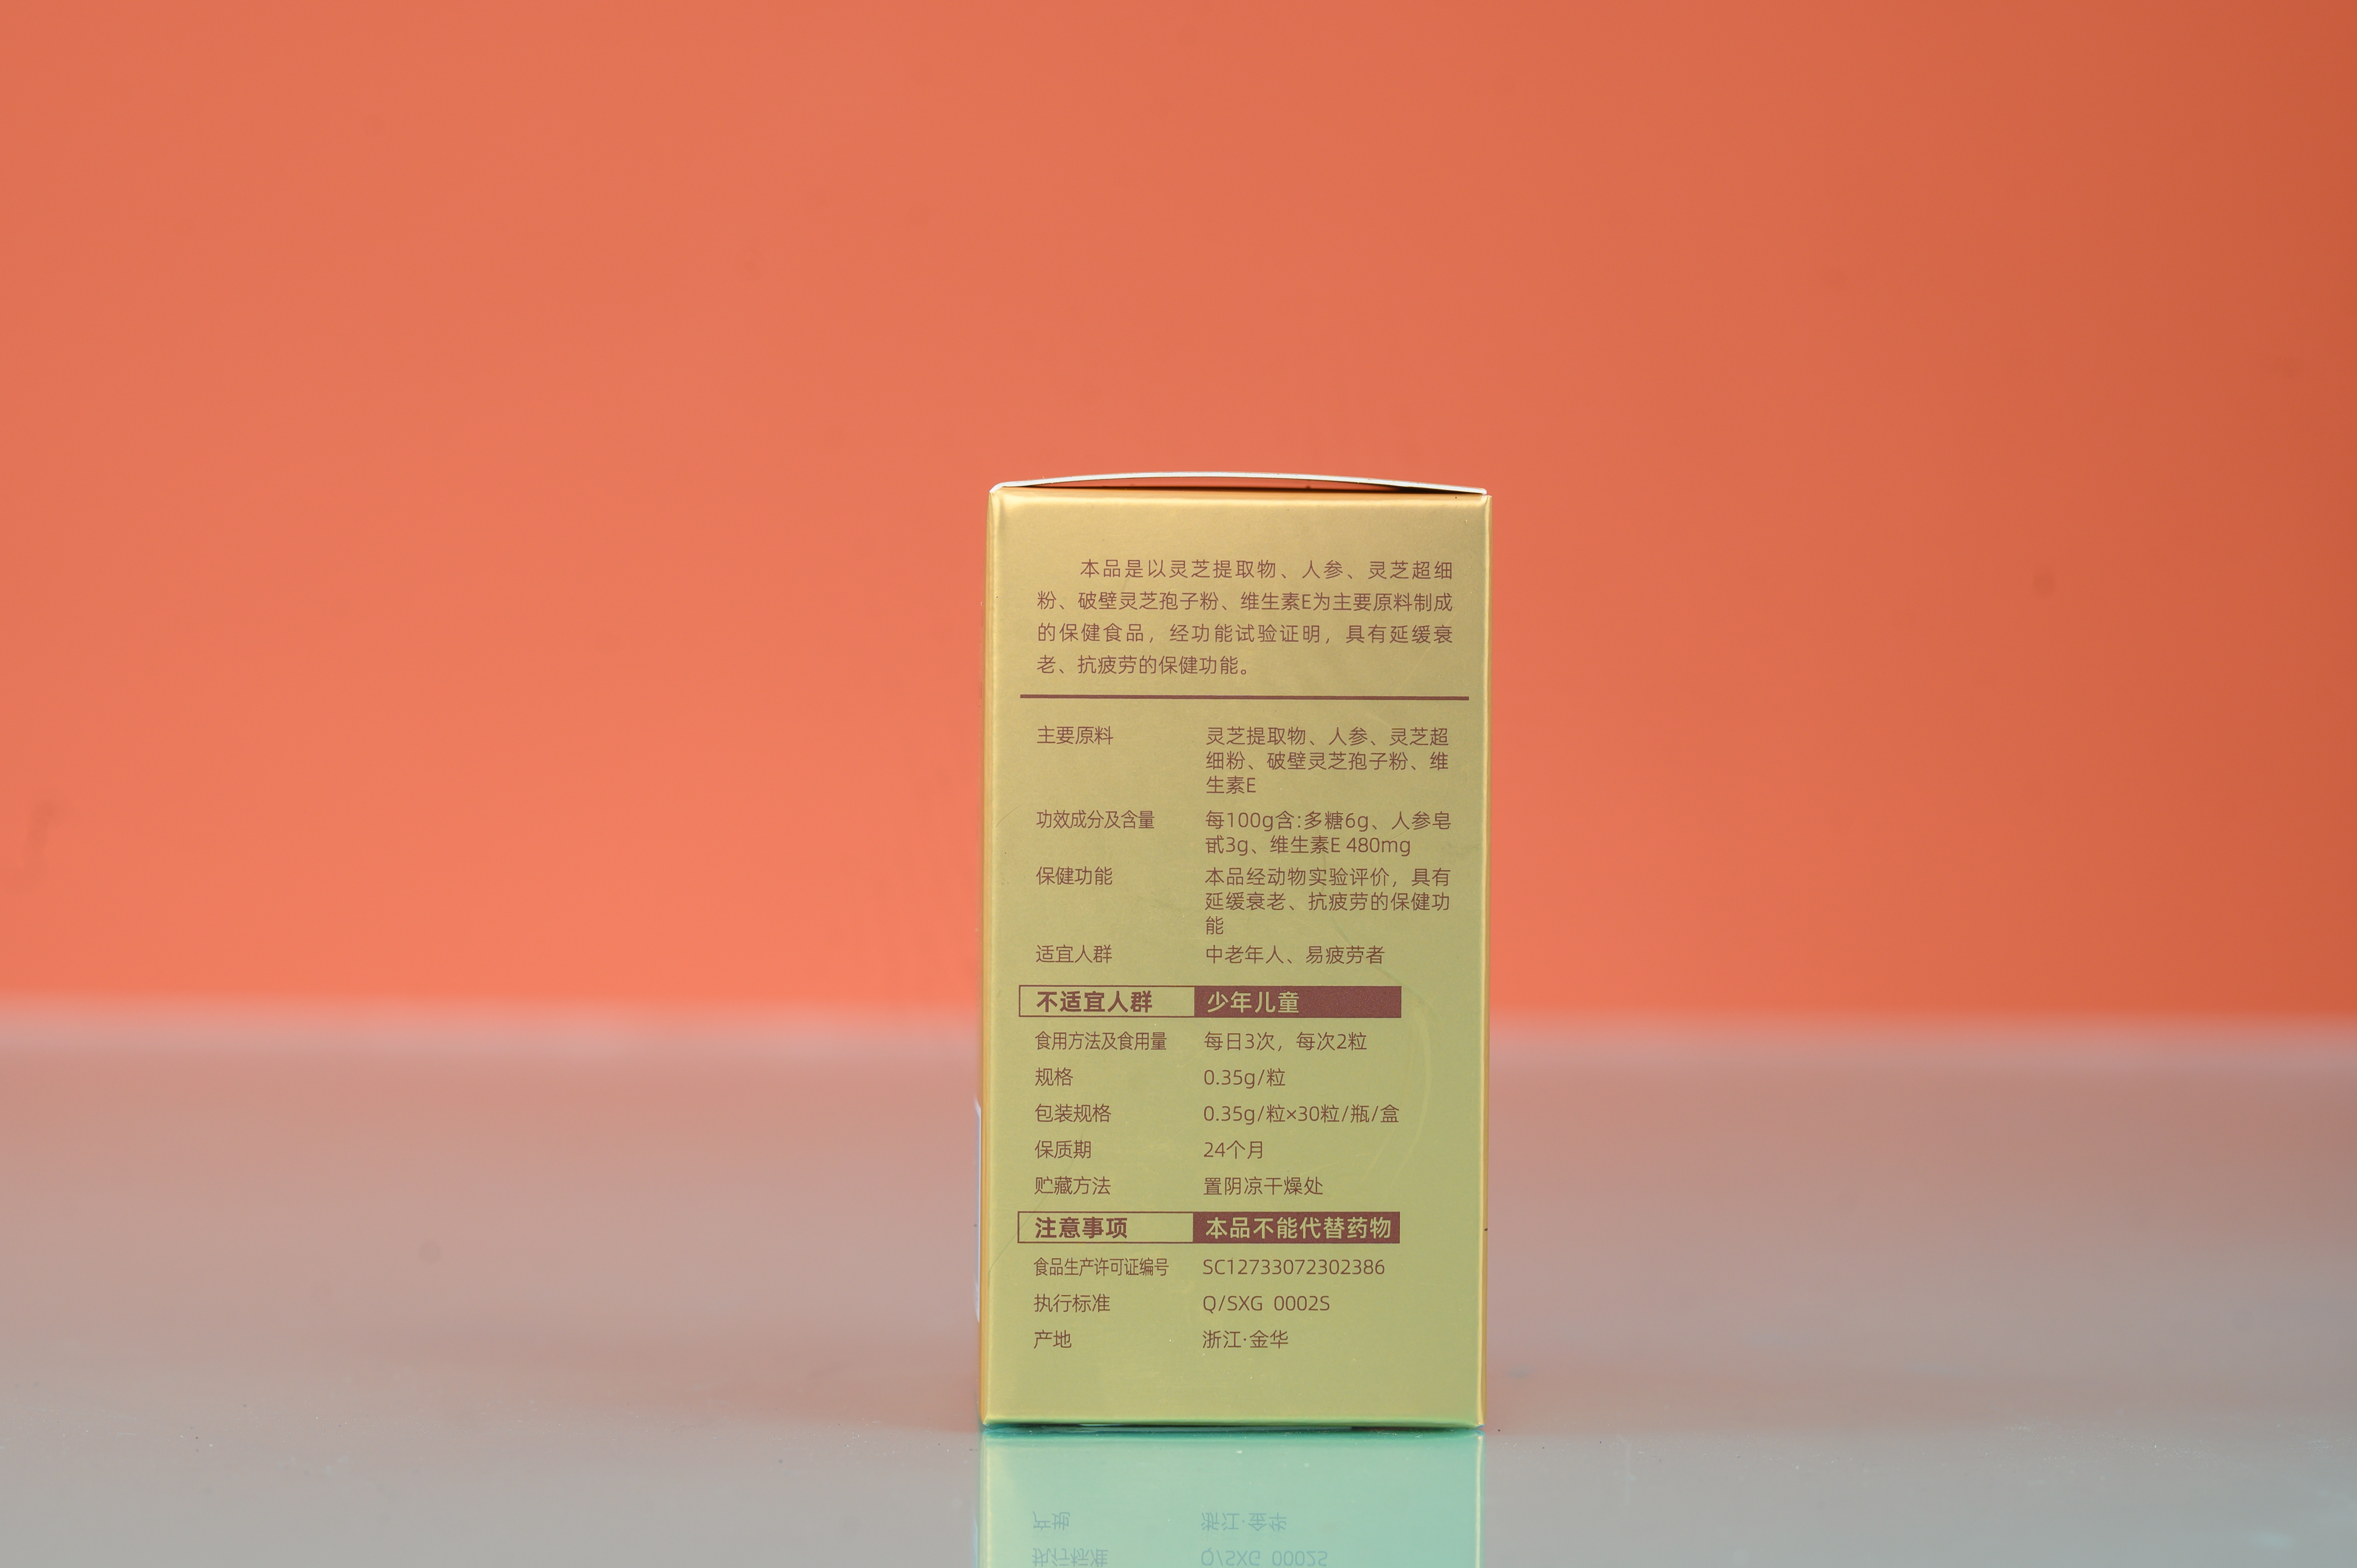 本品是以灵芝提取物、人参、灵芝超细
粉、破壁灵芝孢子粉、维生素E为主要原料制成
的保健食品，经功能试验证明，具有延缓衰
老、抗疲劳的保健功能。
主要原料 灵芝提取物、人参、灵芝超
细粉、破壁灵芝孢子粉、维
生素E
功效成分及含量 每100g含:多糖6g、人参皂
甙3g、维生素E 480mg
保健功能 本品经动物实验评价，具有
延缓衰老、抗疲劳的保健功
能
适宜人群 中老年人、易疲劳者
不适宜人群 少年儿童
食用方法及食用量 每日3次，每次2粒
规格 0.35g/粒
包装规格 0.35g/粒×30粒/瓶/盒
保质期 24个月
贮藏方法 置阴凉干燥处
注意事项 本品不能代替药物
食品生产许可证编号 SC12733072302386
执行标准 Q/SXG 0002S
产地 浙江·金华